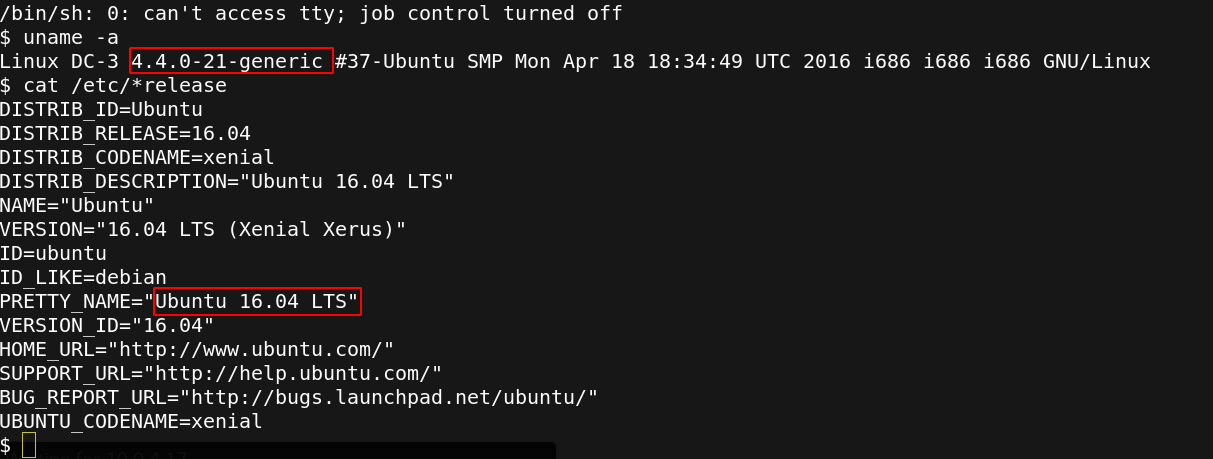 /bin/sh: 0: can't access tty; job control turned off
$ uname -a
Linux DC-3 4.4.0-21-generic #37-Ubuntu SMP Mon Apr 18 18:34:49 UTC 2016 i686 i686 i686 GNU/Linux
$ cat /etc/*release
DISTRIB_ID=Ubuntu
DISTRIB_RELEASE=16.04
DISTRIB_CODENAME=xenial
DISTRIB_DESCRIPTION="Ubuntu 16.04 LTS"
NAME="Ubuntu"
VERSION="16.04 LTS (Xenial Xerus)"
ID=ubuntu
ID_LIKE=debian
PRETTY_NAME="Ubuntu 16.04 LTS"
VERSION_ID="16.04"
HOME_URL="http://www.ubuntu.com/"
SUPPORT_URL="http://help.ubuntu.com/"
BUG_REPORT_URL="http://bugs.launchpad.net/ubuntu/"
UBUNTU_CODENAME=xenial
$